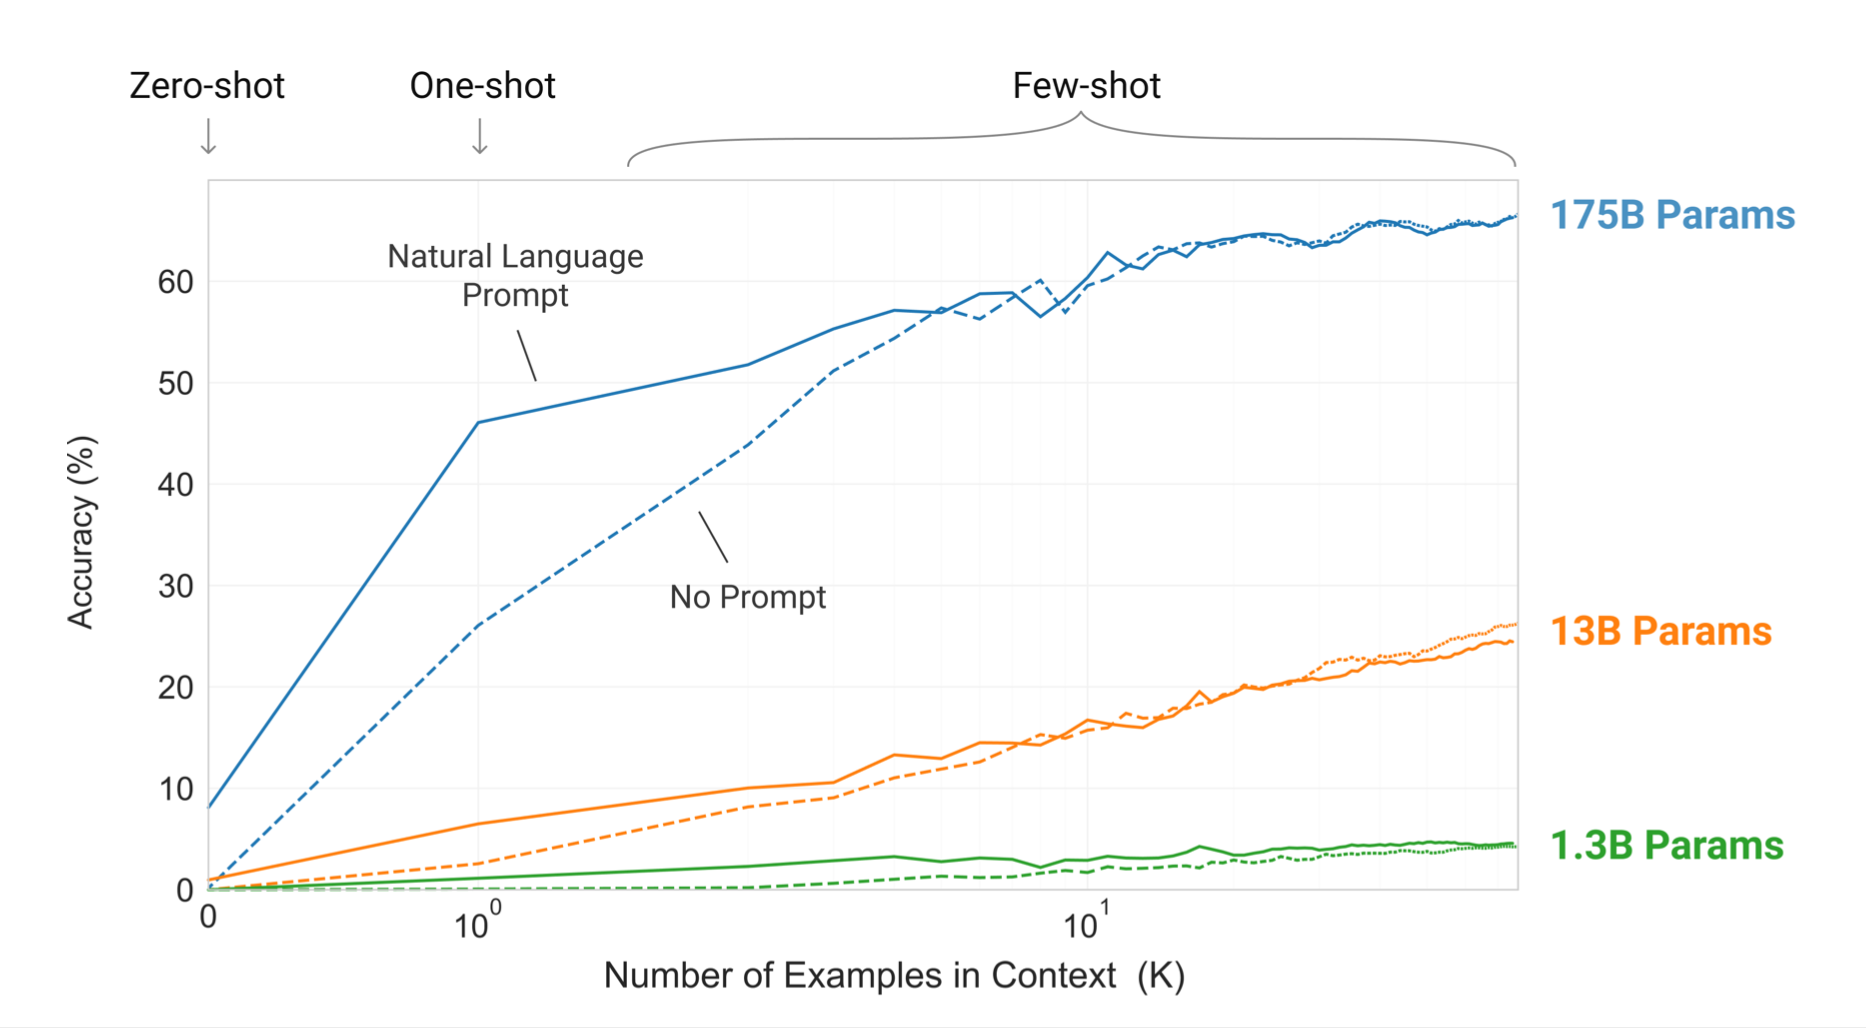 Zero-shot
One-shot
Few-shot
175B Params
Natural Language
Prompt
60
50
40
30
20
10
0
Accuracy (%)
No Prompt
13B Params
1.3B Params
0
10^0
10^1
Number of Examples in Context (K)